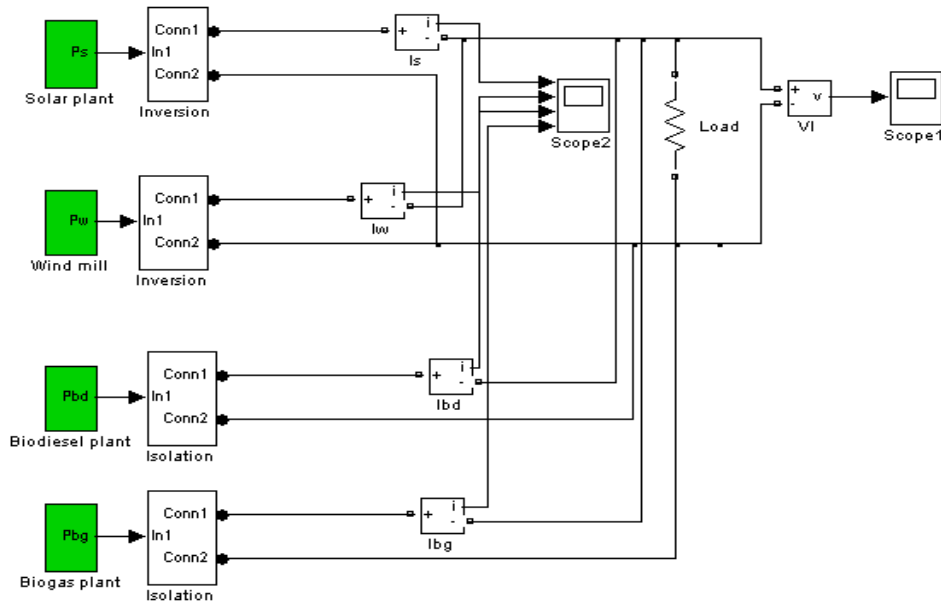 Ps
Solar plant
Conn1
In1
Conn2
Inversion
+ i -
Is
Scope2
Load
+ - v
VI
Scope1
Pw
Wind mill
Conn1
In1
Conn2
Inversion
+ i -
Iw
Pbd
Biodiesel plant
Conn1
In1
Conn2
Isolation
+ i -
Ibd
Pbg
Biogas plant
Conn1
In1
Conn2
Isolation
+ i -
Ibg